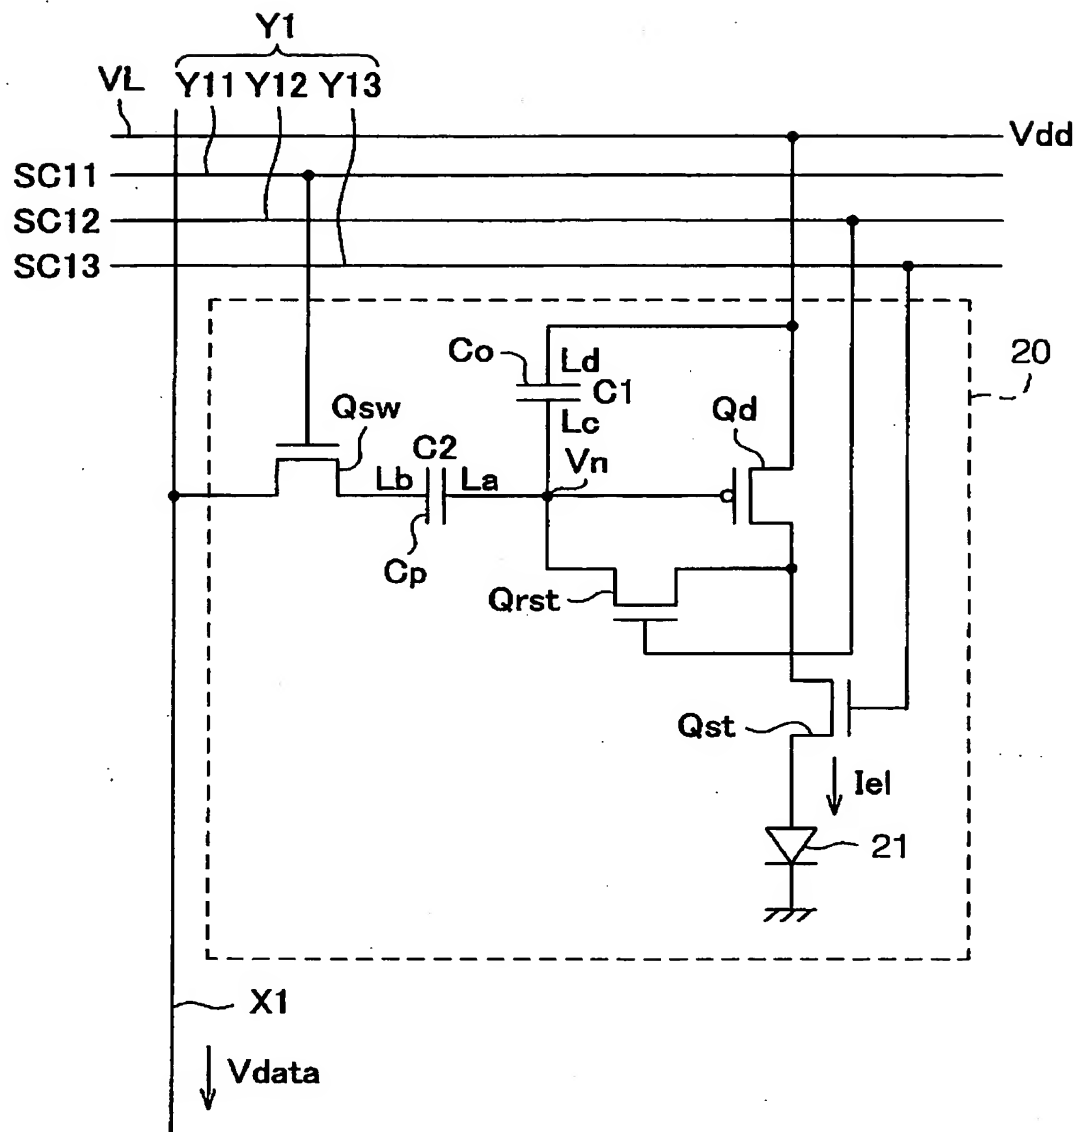 Y1
VL Y11 Y12 Y13
Vdd
SC11
SC12
SC13
20
Co Ld C1
Qd
Qsw
Lc
C2
Vn
Lb La
Cp
Qrst
Qst
Iel
21
X1
Vdata